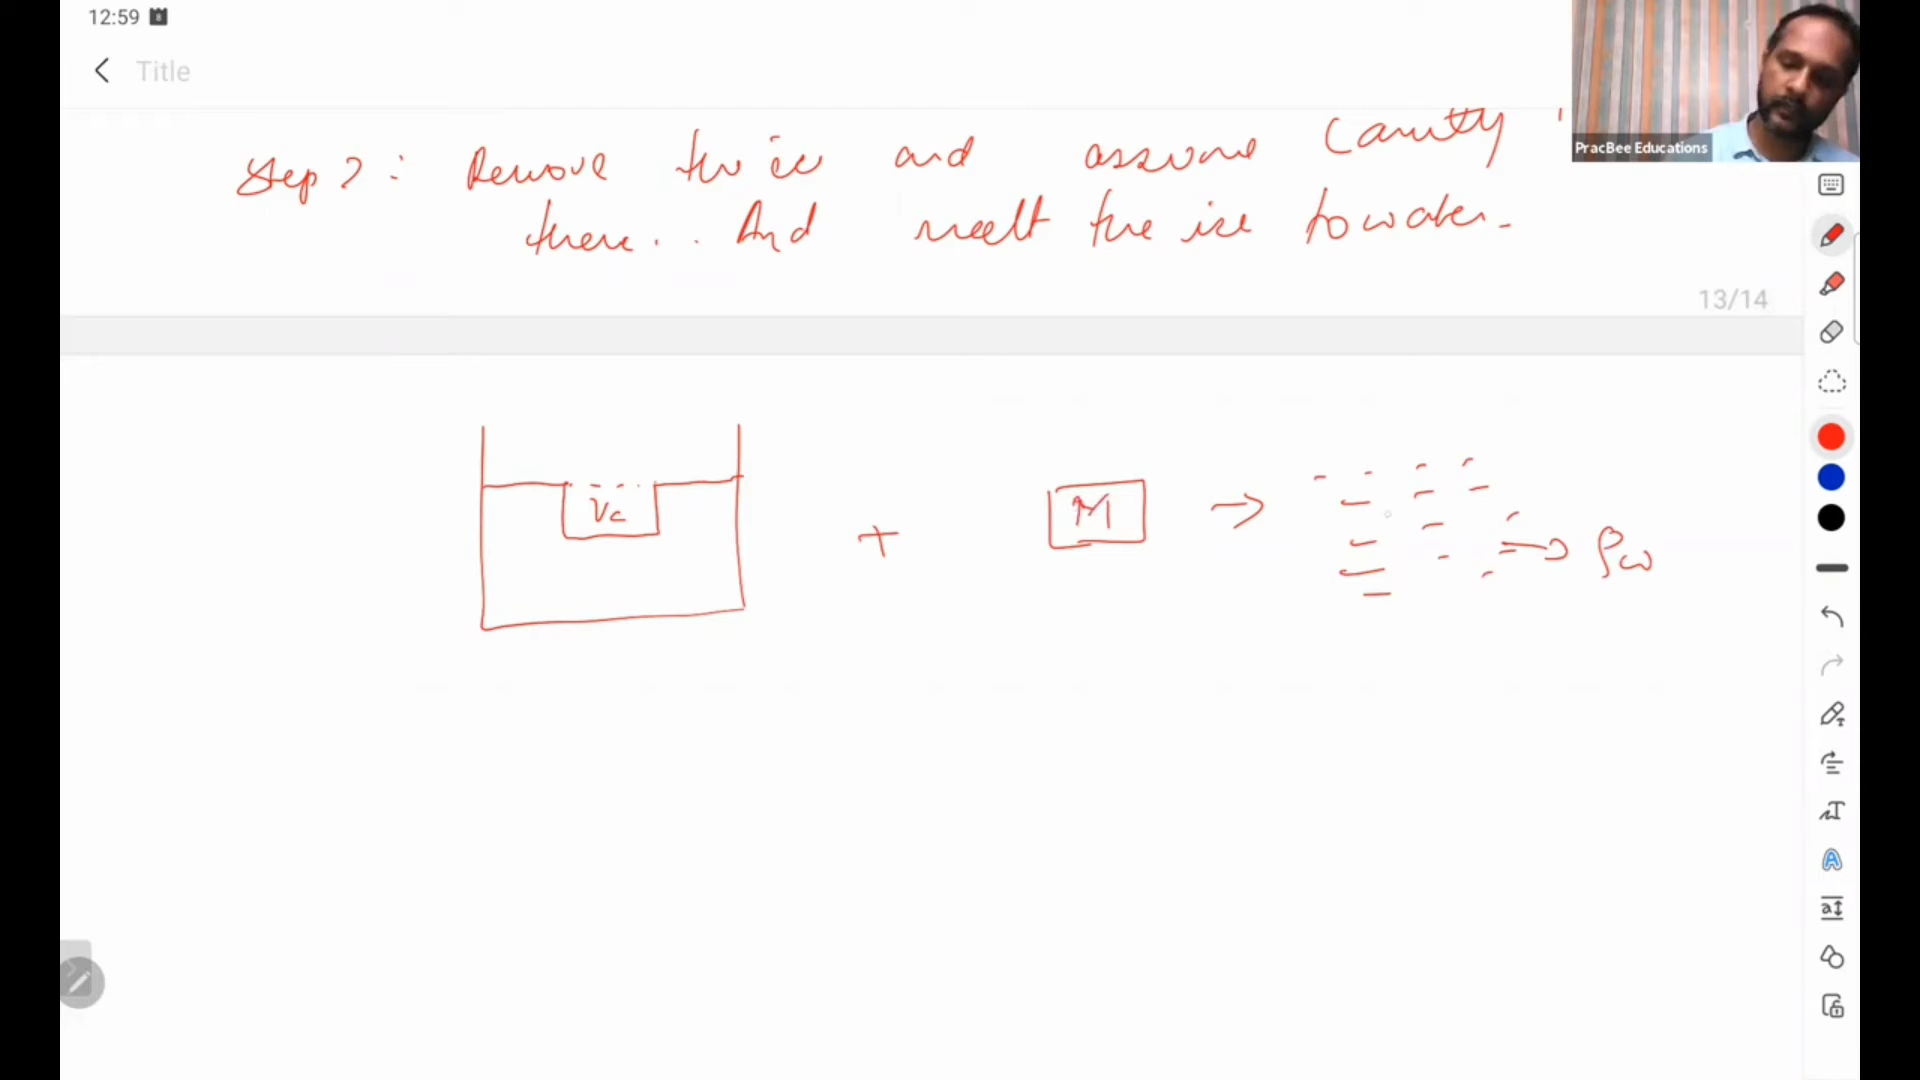 12:59
Title
PracBee Educations
Step 2: Remove the ice and assume Cavity
there.. And melt the ice to water.
13/14
Vc
+
M
→
→ ρω